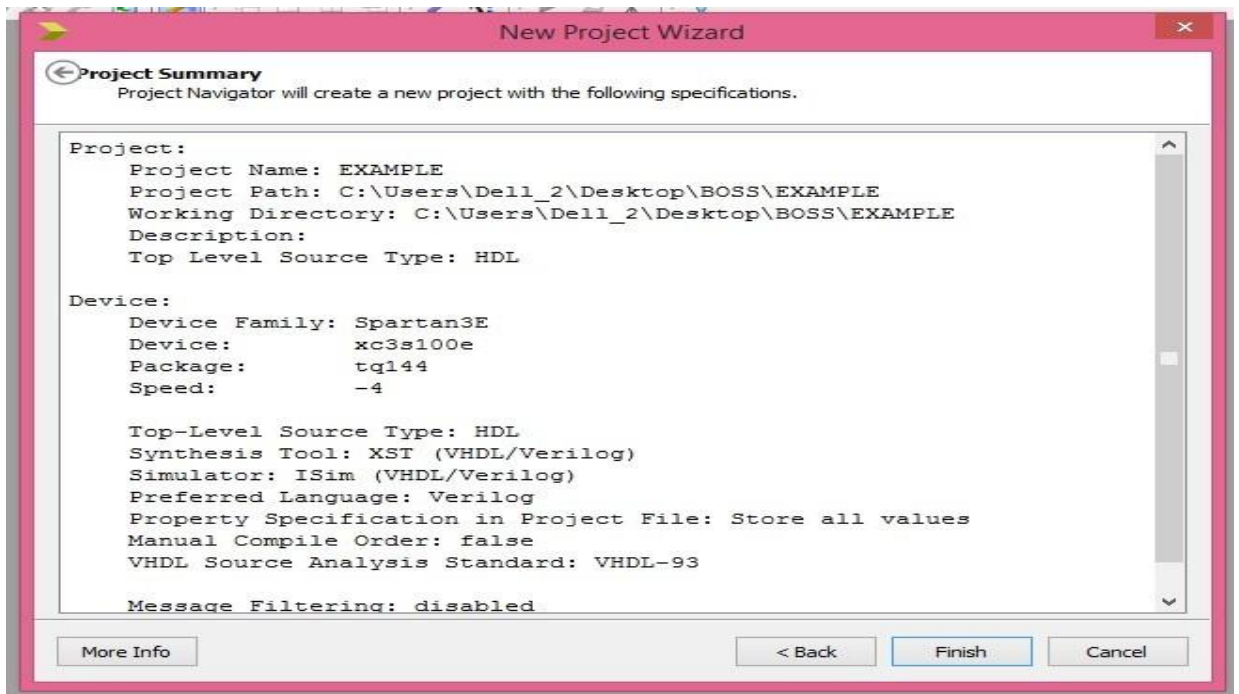 New Project Wizard
Project Summary
Project Navigator will create a new project with the following specifications.
Project:
Project Name: EXAMPLE
Project Path: C:\Users\Dell_2\Desktop\BOSS\EXAMPLE
Working Directory: C:\Users\Dell_2\Desktop\BOSS\EXAMPLE
Description:
Top Level Source Type: HDL
Device:
Device Family: Spartan3E
Device: xc3s100e
Package: tq144
Speed: -4
Top-Level Source Type: HDL
Synthesis Tool: XST (VHDL/Verilog)
Simulator: ISim (VHDL/Verilog)
Preferred Language: Verilog
Property Specification in Project File: Store all values
Manual Compile Order: false
VHDL Source Analysis Standard: VHDL-93
Message Filtering: disabled
More Info
< Back
Finish
Cancel